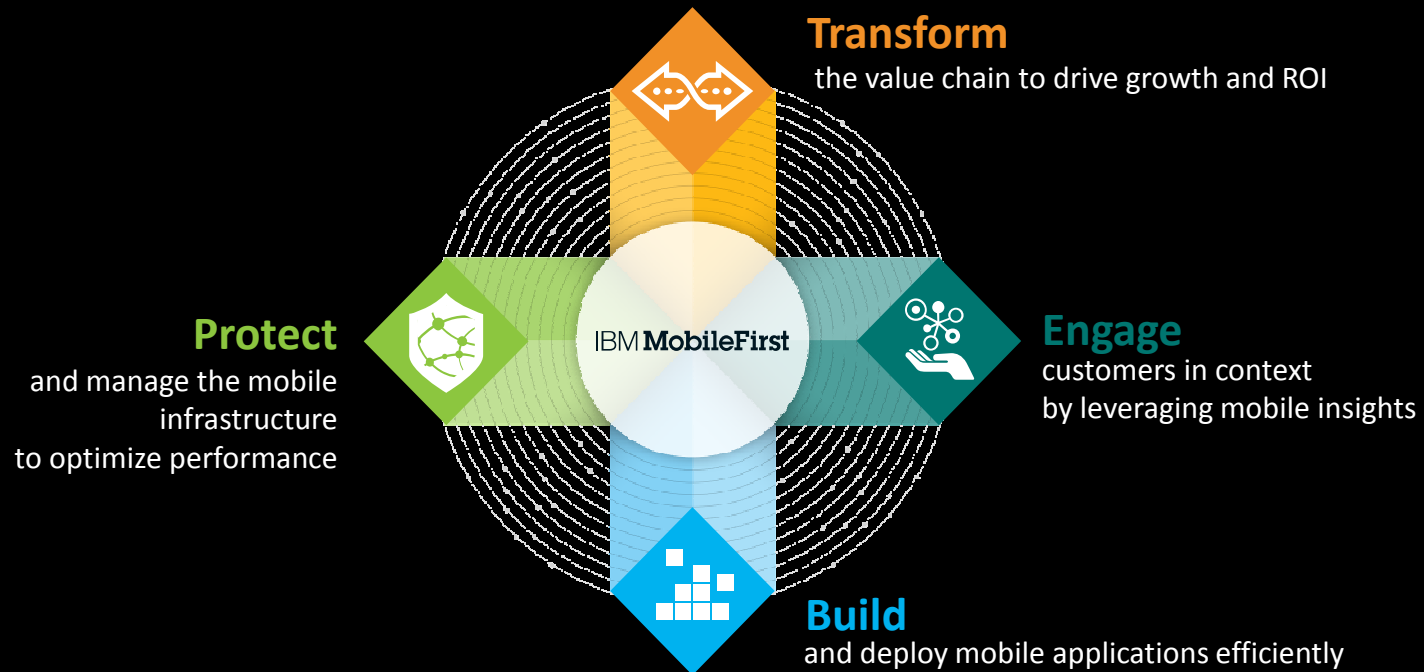 Transform
the value chain to drive growth and ROI
Protect
and manage the mobile
infrastructure
to optimize performance
IBM MobileFirst
Engage
customers in context
by leveraging mobile insights
Build
and deploy mobile applications efficiently